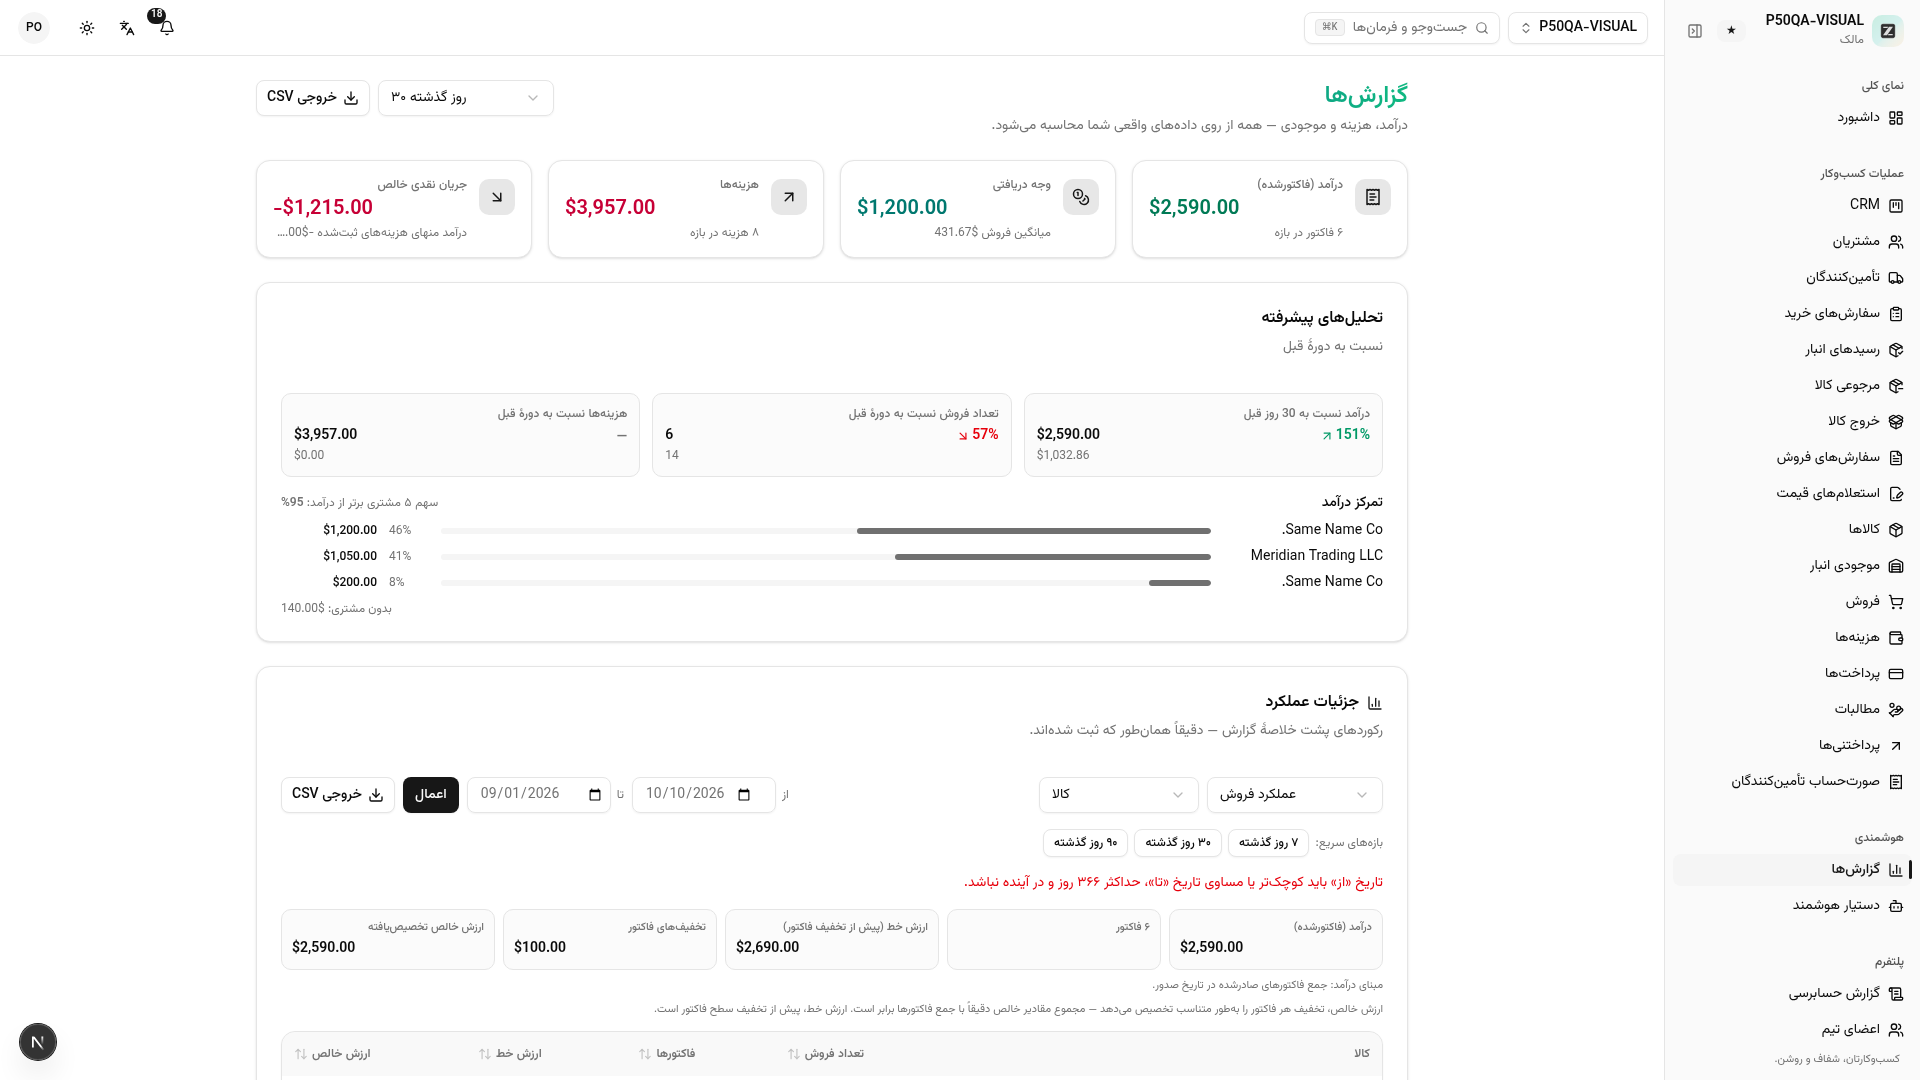 P50QA-VISUAL
مالک
نمای کلی
داشبورد
عملیات کسب‌وکار
CRM
مشتریان
تأمین‌کنندگان
سفارش‌های خرید
رسیدهای انبار
مرجوعی کالا
خروج کالا
سفارش‌های فروش
استعلام‌های قیمت
کالاها
موجودی انبار
فروش
هزینه‌ها
پرداخت‌ها
مطالبات
پرداختنی‌ها
صورت‌حساب تأمین‌کنندگان
هوشمندی
گزارش‌ها
دستیار هوشمند
پلتفرم
گزارش حسابرسی
اعضای تیم
کسب‌وکارتان، شفاف و روشن.
P50QA-VISUAL
جست‌وجو و فرمان‌ها ⌘K
18
PO
گزارش‌ها
درآمد، هزینه و موجودی — همه از روی داده‌های واقعی شما محاسبه می‌شود.
۳۰ روز گذشته
خروجی CSV
درآمد (فاکتورشده)
$2,590.00
۶ فاکتور در بازه
وجه دریافتی
$1,200.00
میانگین فروش $431.67
هزینه‌ها
$3,957.00
۸ هزینه در بازه
جریان نقدی خالص
-$1,215.00
درآمد منهای هزینه‌های ثبت‌شده -$00....
تحلیل‌های پیشرفته
نسبت به دورهٔ قبل
درآمد نسبت به 30 روز قبل
151% $2,590.00
$1,032.86
تعداد فروش نسبت به دورهٔ قبل
57% 6
14
هزینه‌ها نسبت به دورهٔ قبل
— $3,957.00
$0.00
تمرکز درآمد
سهم ۵ مشتری برتر از درآمد: 95%
Same Name Co. 46% $1,200.00
Meridian Trading LLC 41% $1,050.00
Same Name Co. 8% $200.00
بدون مشتری: $140.00
جزئیات عملکرد
رکوردهای پشت خلاصهٔ گزارش — دقیقاً همان‌طور که ثبت شده‌اند.
عملکرد فروش
کالا
از 10/10/2026 تا 09/01/2026
اعمال
خروجی CSV
بازه‌های سریع: ۷ روز گذشته ۳۰ روز گذشته ۹۰ روز گذشته
تاریخ «از» باید کوچک‌تر یا مساوی تاریخ «تا»، حداکثر ۳۶۶ روز و در آینده نباشد.
درآمد (فاکتورشده)
$2,590.00
۶ فاکتور
ارزش خط (پیش از تخفیف فاکتور)
$2,690.00
تخفیف‌های فاکتور
$100.00
ارزش خالص تخصیص‌یافته
$2,590.00
مبنای درآمد: جمع فاکتورهای صادرشده در تاریخ صدور.
ارزش خالص، تخفیف هر فاکتور را به‌طور متناسب تخصیص می‌دهد — مجموع مقادیر خالص دقیقاً با جمع فاکتورها برابر است. ارزش خط، پیش از تخفیف سطح فاکتور است.
کالا تعداد فروش فاکتورها ارزش خط ارزش خالص